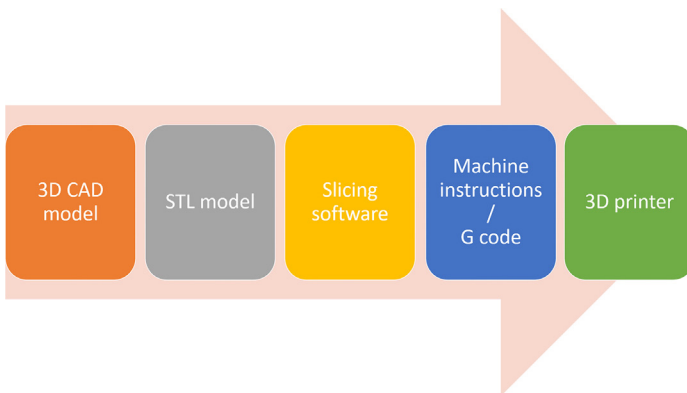 3D CAD
model
STL model
Slicing
software
Machine
instructions
/
G code
3D printer